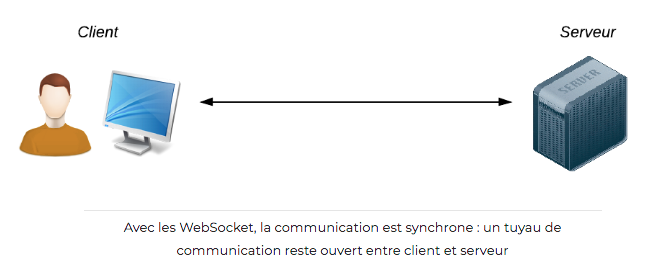 Client
Serveur
SERVER
Avec les WebSocket, la communication est synchrone : un tuyau de
communication reste ouvert entre client et serveur